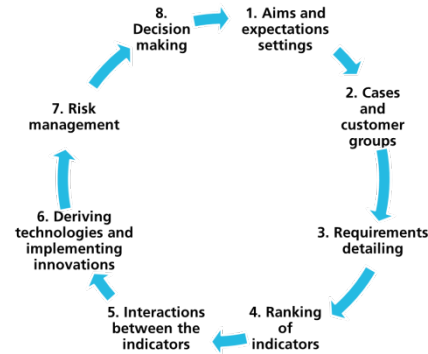 8.
Decision
making
1. Aims and
expectations
settings
2. Cases
and
customer
groups
3. Requirements
detailing
4. Ranking
of
indicators
5. Interactions
between the
indicators
6. Deriving
technologies and
implementing
innovations
7. Risk
management